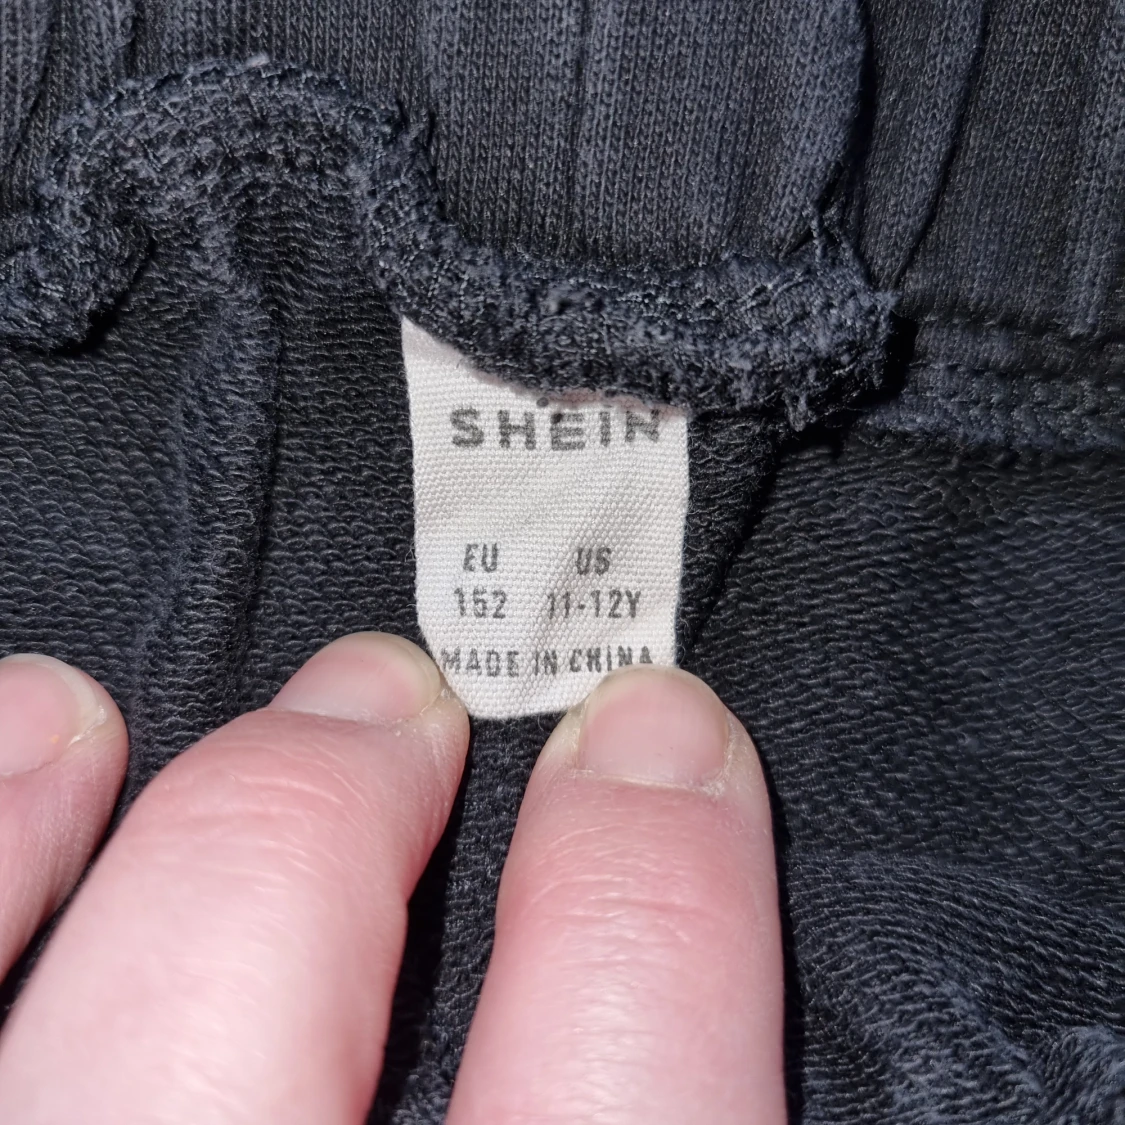 SHEIN
EU US
152 11-12Y
MADE IN CHINA